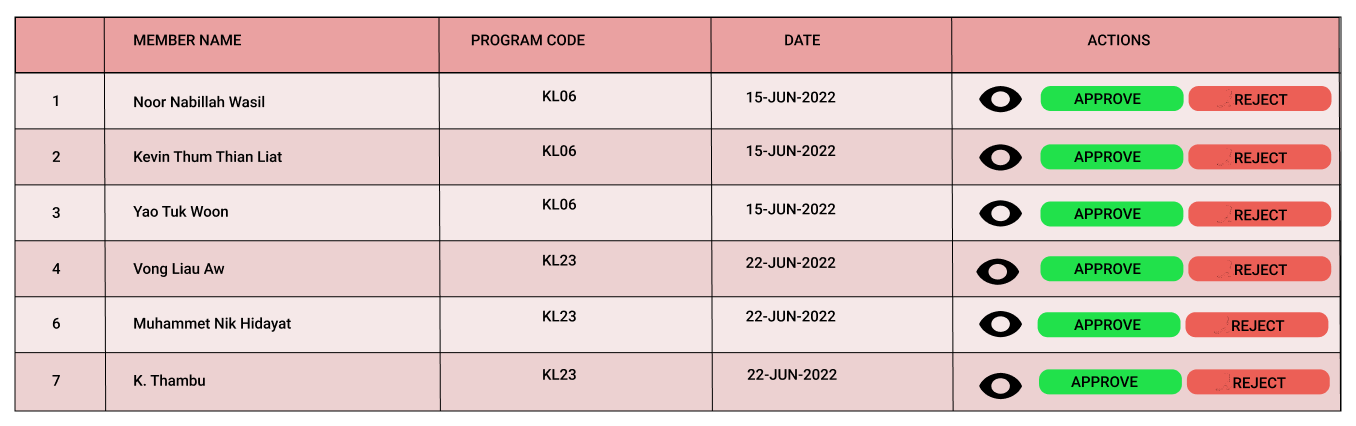 MEMBER NAME PROGRAM CODE DATE ACTIONS
1 Noor Nabillah Wasil KL06 15-JUN-2022 APPROVE REJECT
2 Kevin Thum Thian Liat KL06 15-JUN-2022 APPROVE REJECT
3 Yao Tuk Woon KL06 15-JUN-2022 APPROVE REJECT
4 Vong Liau Aw KL23 22-JUN-2022 APPROVE REJECT
6 Muhammet Nik Hidayat KL23 22-JUN-2022 APPROVE REJECT
7 K. Thambu KL23 22-JUN-2022 APPROVE REJECT